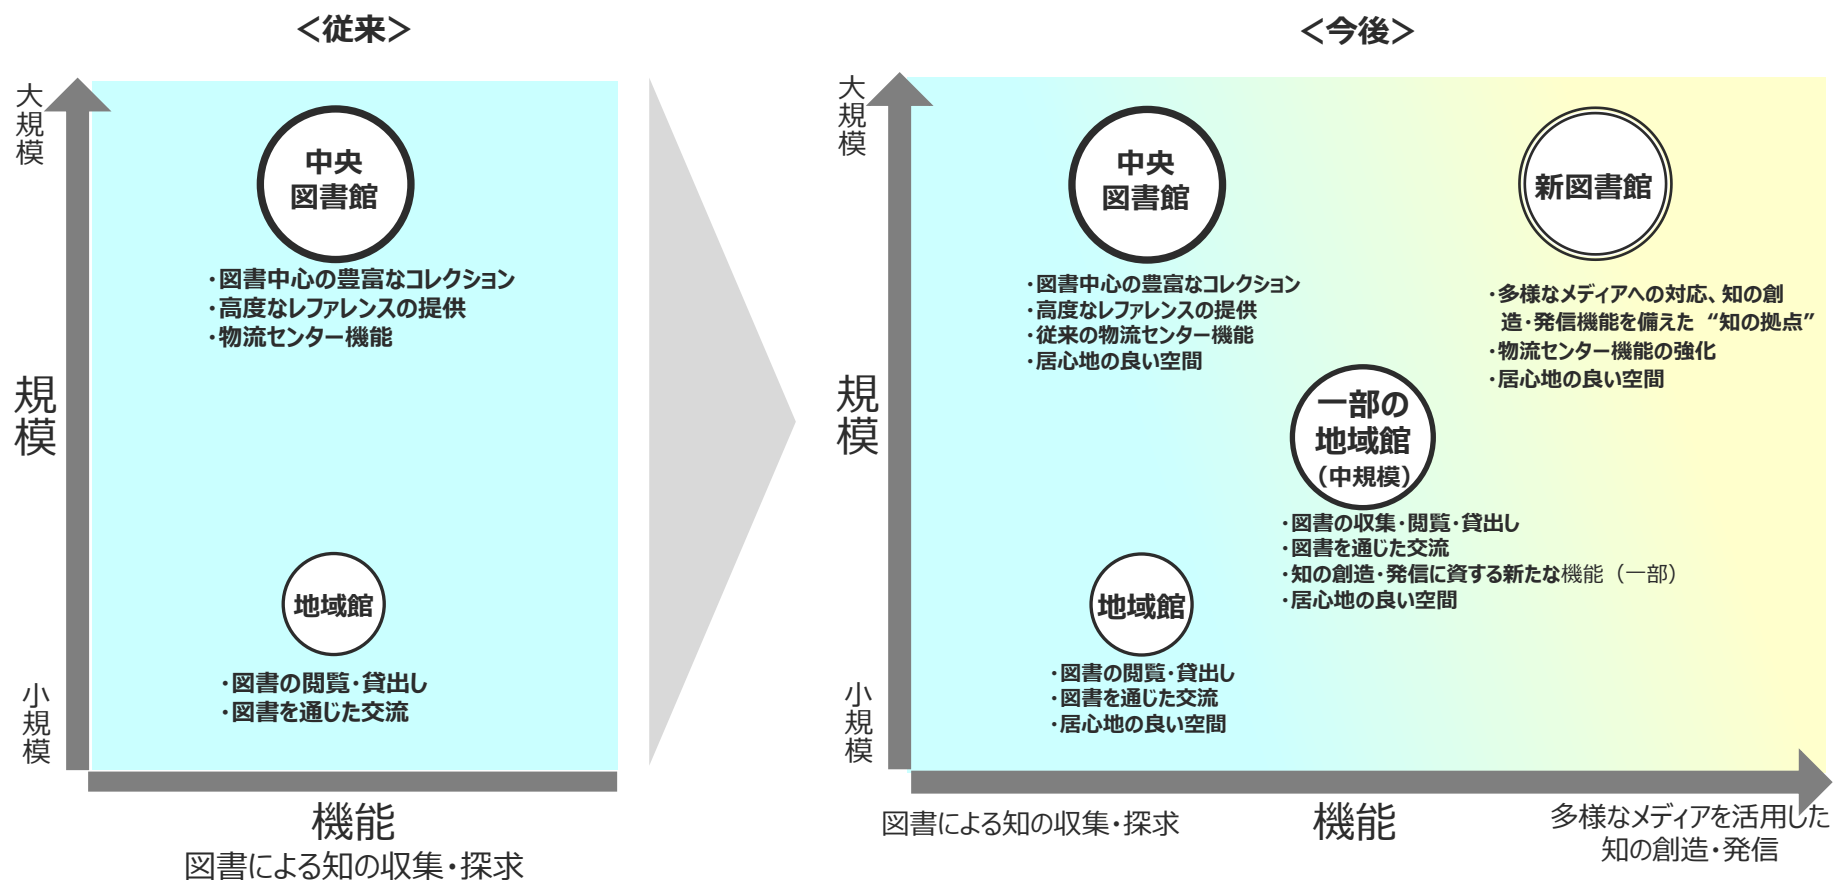 ＜従来＞
大規模
規模
小規模
中央
図書館
・図書中心の豊富なコレクション
・高度なレファレンスの提供
・物流センター機能
地域館
・図書の閲覧・貸出し
・図書を通じた交流
機能
図書による知の収集・探求
＜今後＞
大規模
規模
小規模
中央
図書館
・図書中心の豊富なコレクション
・高度なレファレンスの提供
・従来の物流センター機能
・居心地の良い空間
新図書館
・多様なメディアへの対応、知の創
造・発信機能を備えた “知の拠点”
・物流センター機能の強化
・居心地の良い空間
一部の
地域館
（中規模）
・図書の収集・閲覧・貸出し
・図書を通じた交流
・知の創造・発信に資する新たな機能（一部）
・居心地の良い空間
地域館
・図書の閲覧・貸出し
・図書を通じた交流
・居心地の良い空間
図書による知の収集・探求
機能
多様なメディアを活用した
知の創造・発信